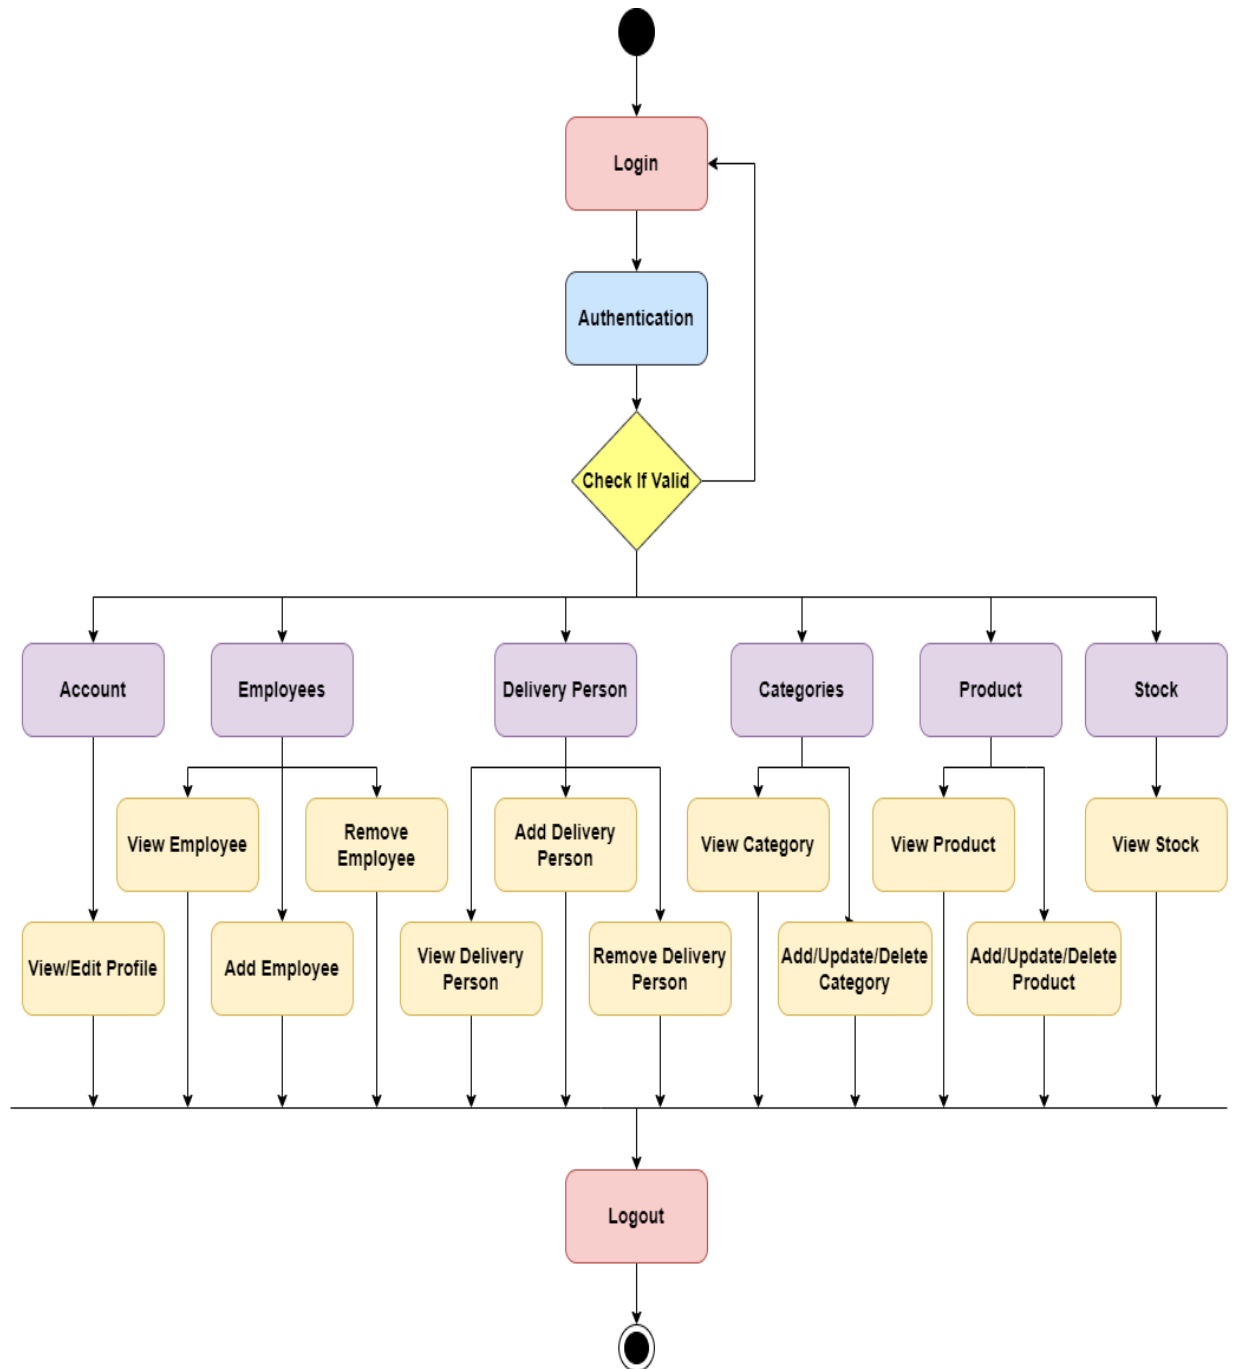 Login
Authentication
Check If Valid
Account
Employees
Delivery Person
Categories
Product
Stock
View Employee
Remove
Employee
Add Delivery
Person
View Category
View Product
View Stock
View/Edit Profile
Add Employee
View Delivery
Person
Remove Delivery
Person
Add/Update/Delete
Category
Add/Update/Delete
Product
Logout